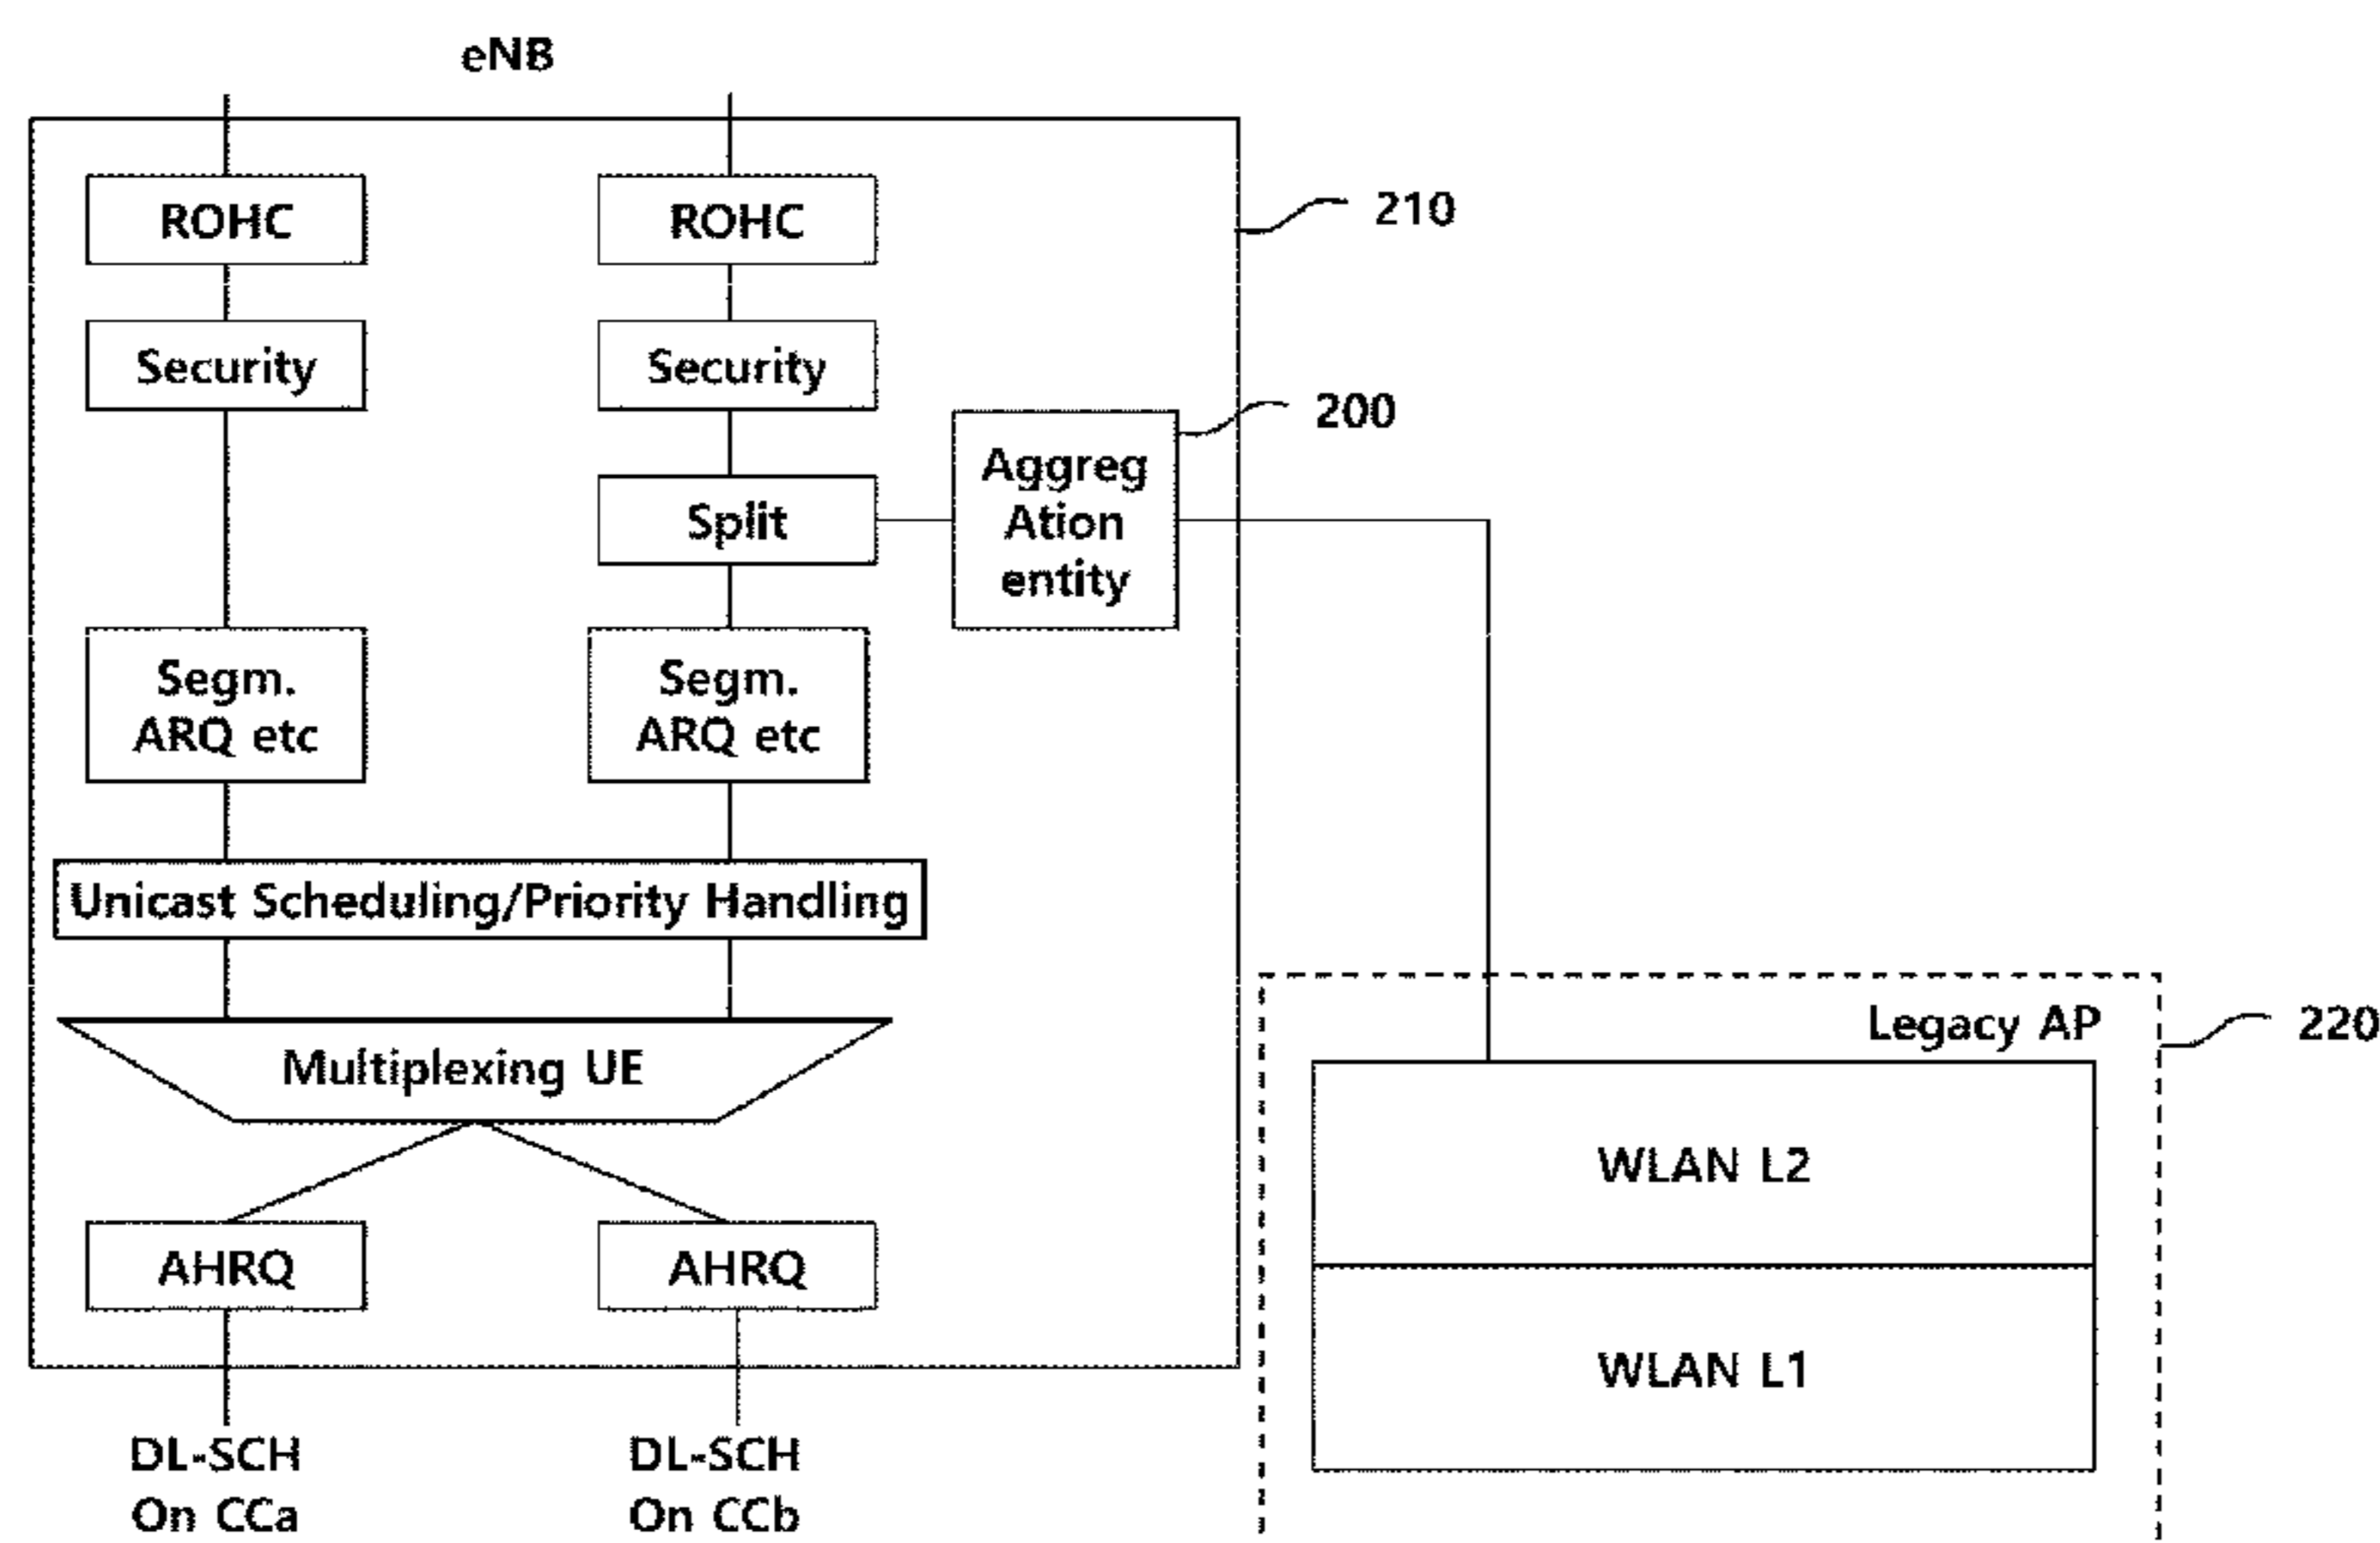 eNB
ROHC
ROHC
210
Security
Security
200
Aggreg
Ation
entity
Split
Segm.
ARQ etc
Segm.
ARQ etc
Unicast Scheduling/Priority Handling
Multiplexing UE
Legacy AP
220
WLAN L2
AHRQ
AHRQ
WLAN L1
DL-SCH
On CCa
DL-SCH
On CCb